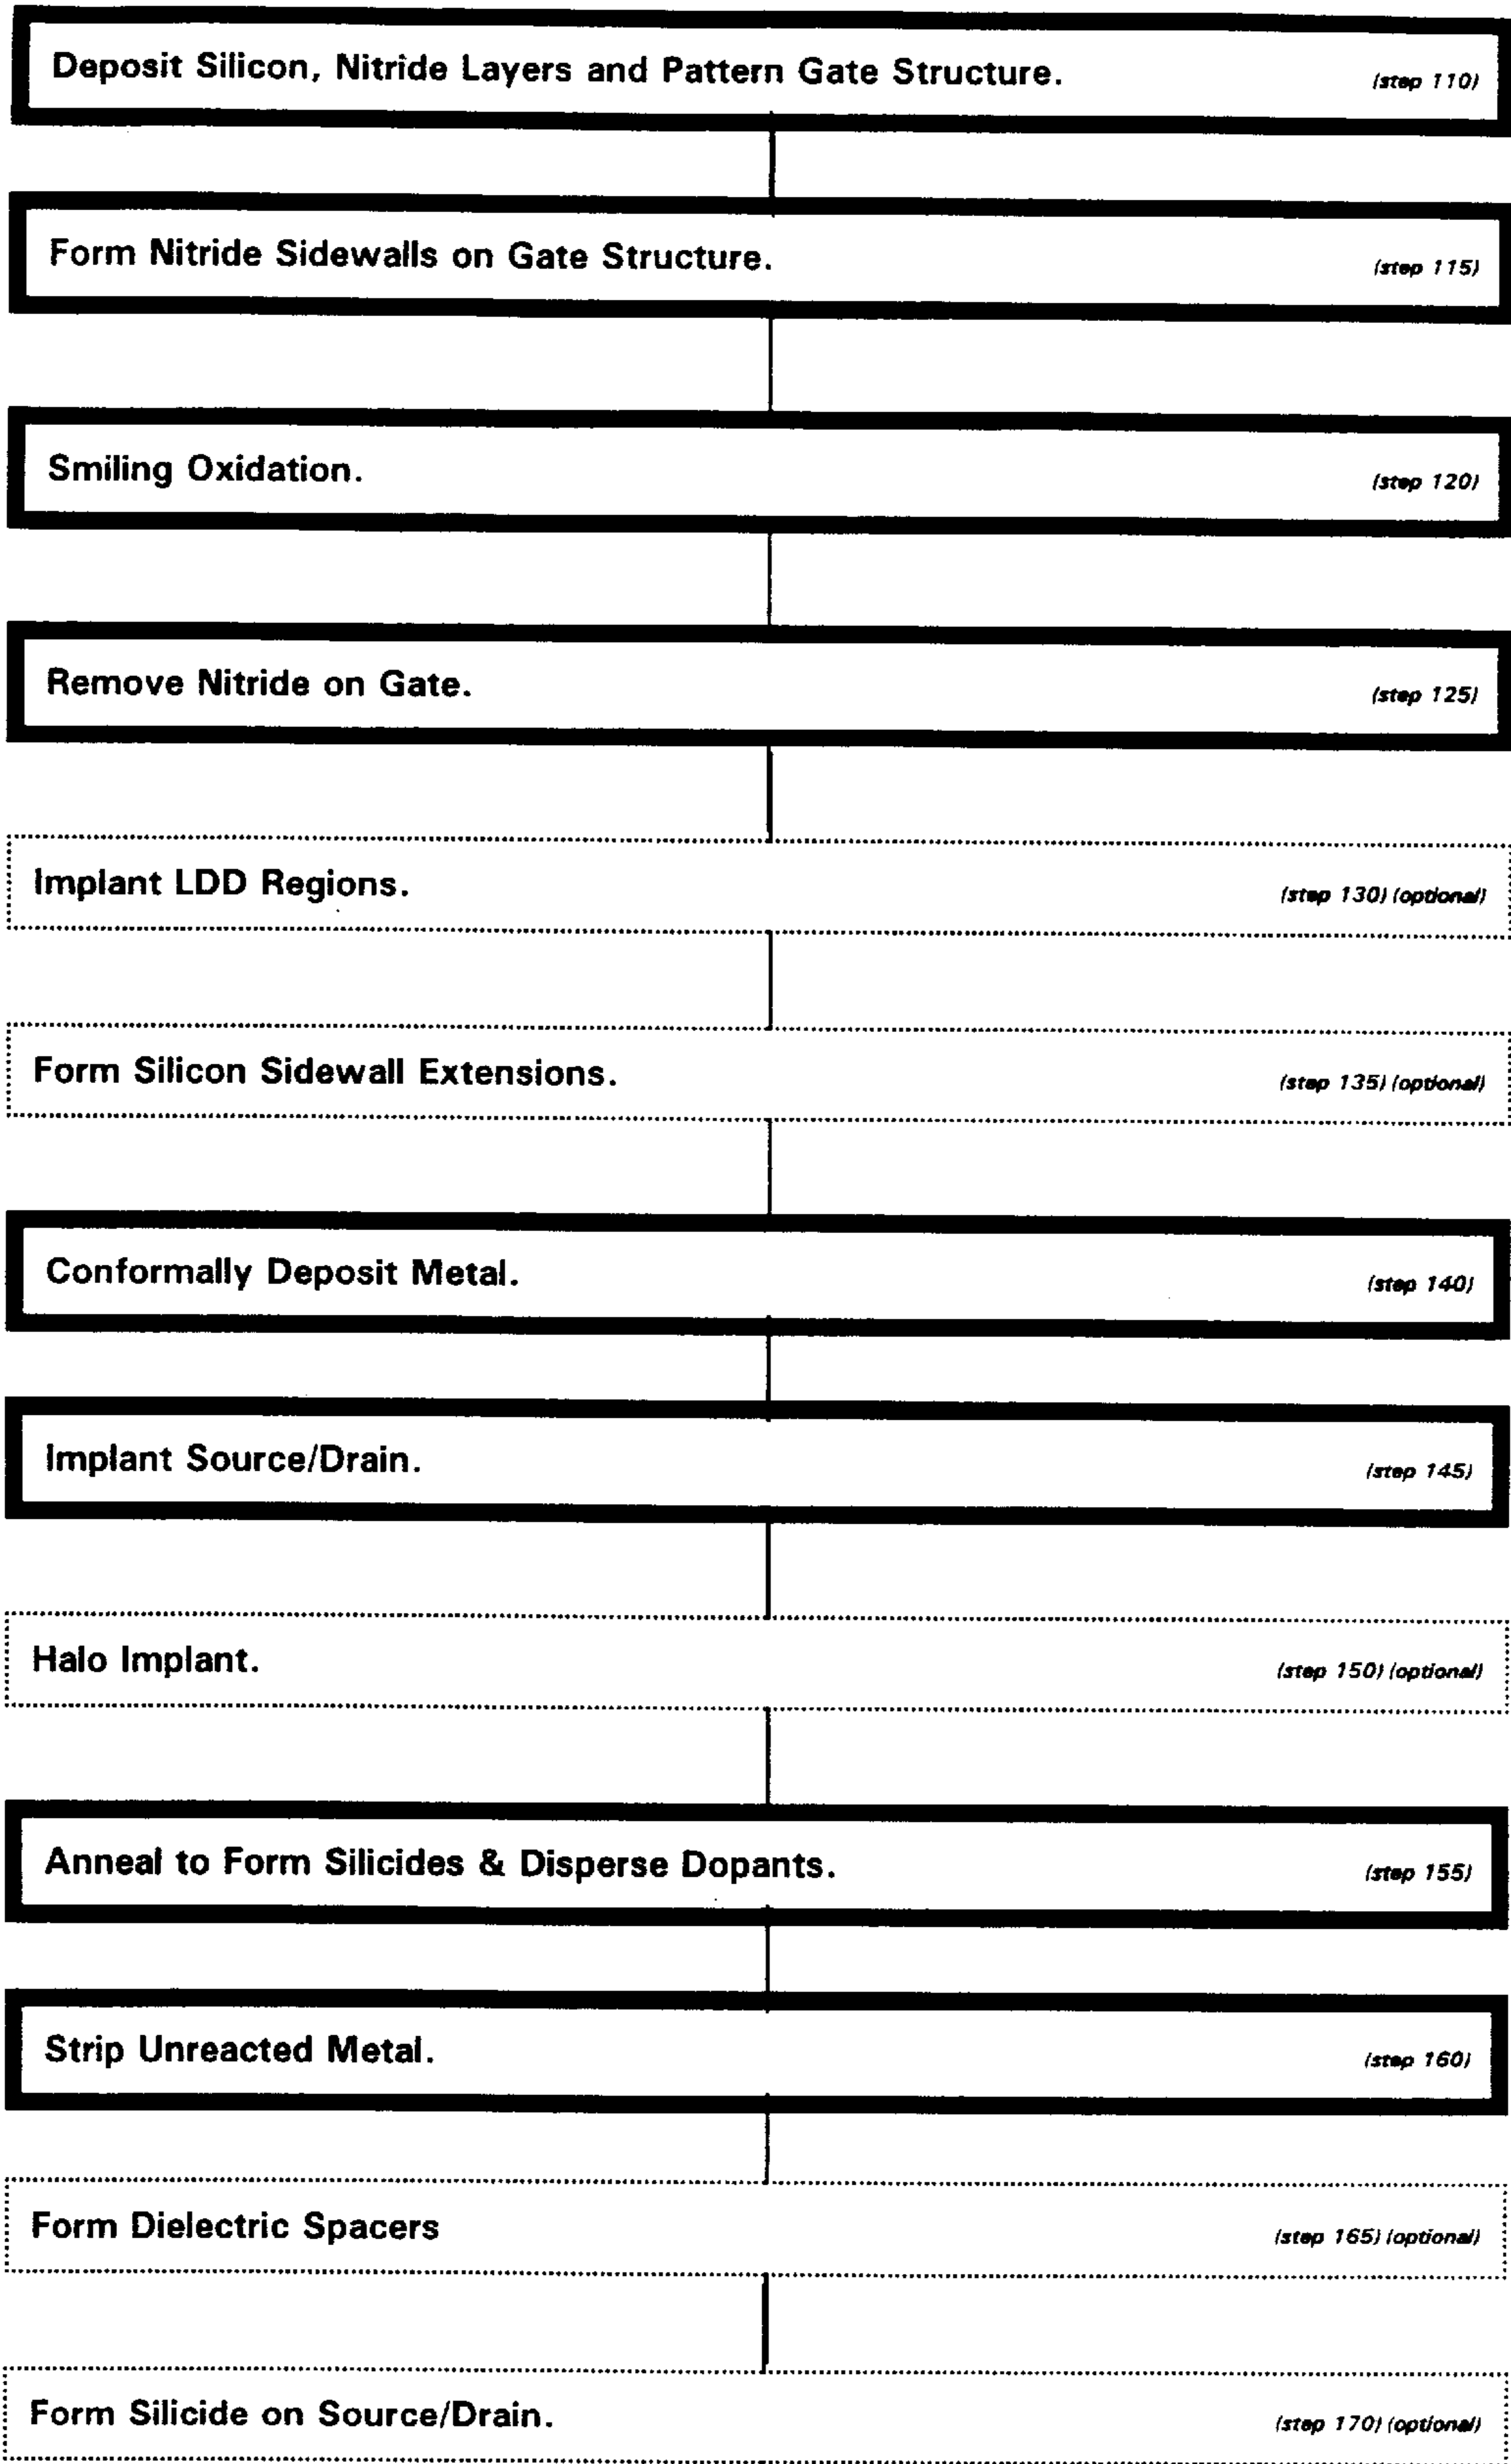 Deposit Silicon, Nitride Layers and Pattern Gate Structure. (step 110)
Form Nitride Sidewalls on Gate Structure. (step 115)
Smiling Oxidation. (step 120)
Remove Nitride on Gate. (step 125)
Implant LDD Regions. (step 130) (optional)
Form Silicon Sidewall Extensions. (step 135) (optional)
Conformally Deposit Metal. (step 140)
Implant Source/Drain. (step 145)
Halo Implant. (step 150) (optional)
Anneal to Form Silicides & Disperse Dopants. (step 155)
Strip Unreacted Metal. (step 160)
Form Dielectric Spacers (step 165) (optional)
Form Silicide on Source/Drain. (step 170) (optional)